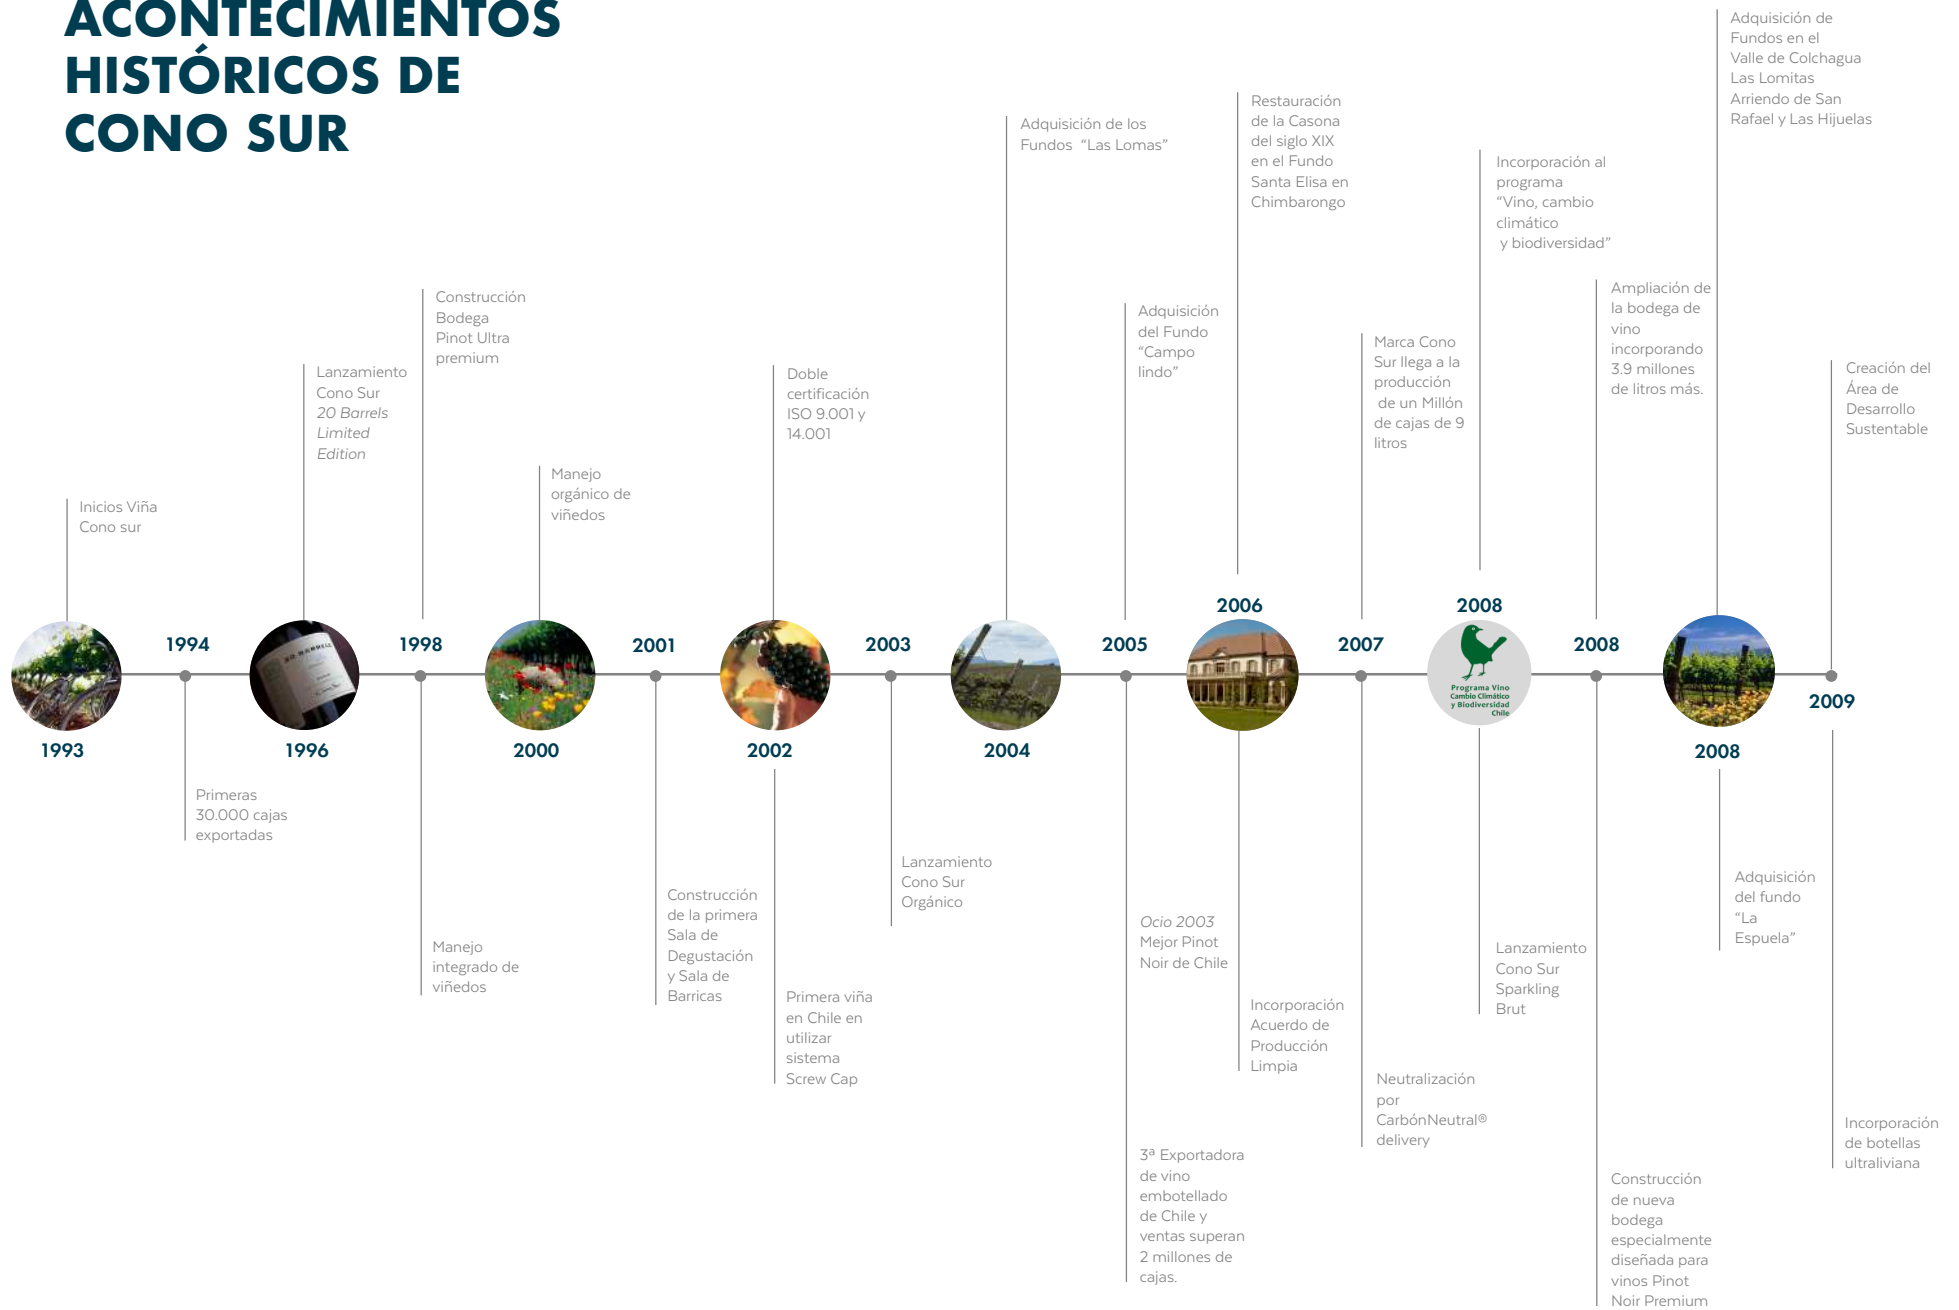 ACONTECIMIENTOS
HISTÓRICOS DE
CONO SUR
Inicios Viña
Cono sur
1993
1994
Primeras
30.000 cajas
exportadas
Lanzamiento
Cono Sur
20 Barrels
Limited
Edition
1996
Construcción
Bodega
Pinot Ultra
premium
1998
Manejo
integrado de
viñedos
Manejo
orgánico de
viñedos
2000
2001
Construcción
de la primera
Sala de
Degustación
y Sala de
Barricas
Doble
certificación
ISO 9.001 y
14.001
2002
Primera viña
en Chile en
utilizar
sistema
Screw Cap
2003
Lanzamiento
Cono Sur
Orgánico
Adquisición de los
Fundos “Las Lomas”
2004
Adquisición
del Fundo
“Campo
lindo”
2005
Ocio 2003
Mejor Pinot
Noir de Chile
3ª Exportadora
de vino
embotellado
de Chile y
ventas superan
2 millones de
cajas.
Restauración
de la Casona
del siglo XIX
en el Fundo
Santa Elisa en
Chimbarongo
2006
Incorporación
Acuerdo de
Producción
Limpia
Marca Cono
Sur llega a la
producción
de un Millón
de cajas de 9
litros
2007
Neutralización
por
CarbónNeutral®
delivery
Incorporación al
programa
“Vino, cambio
climático
y biodiversidad”
2008
Programa Vino
Cambio Climático
y Biodiversidad
Chile
Lanzamiento
Cono Sur
Sparkling
Brut
Ampliación de
la bodega de
vino
incorporando
3.9 millones
de litros más.
2008
Construcción
de nueva
bodega
especialmente
diseñada para
vinos Pinot
Noir Premium
Adquisición de
Fundos en el
Valle de Colchagua
Las Lomitas
Arriendo de San
Rafael y Las Hijuelas
2008
Adquisición
del fundo
“La
Espuela”
Creación del
Área de
Desarrollo
Sustentable
2009
Incorporación
de botellas
ultraliviana